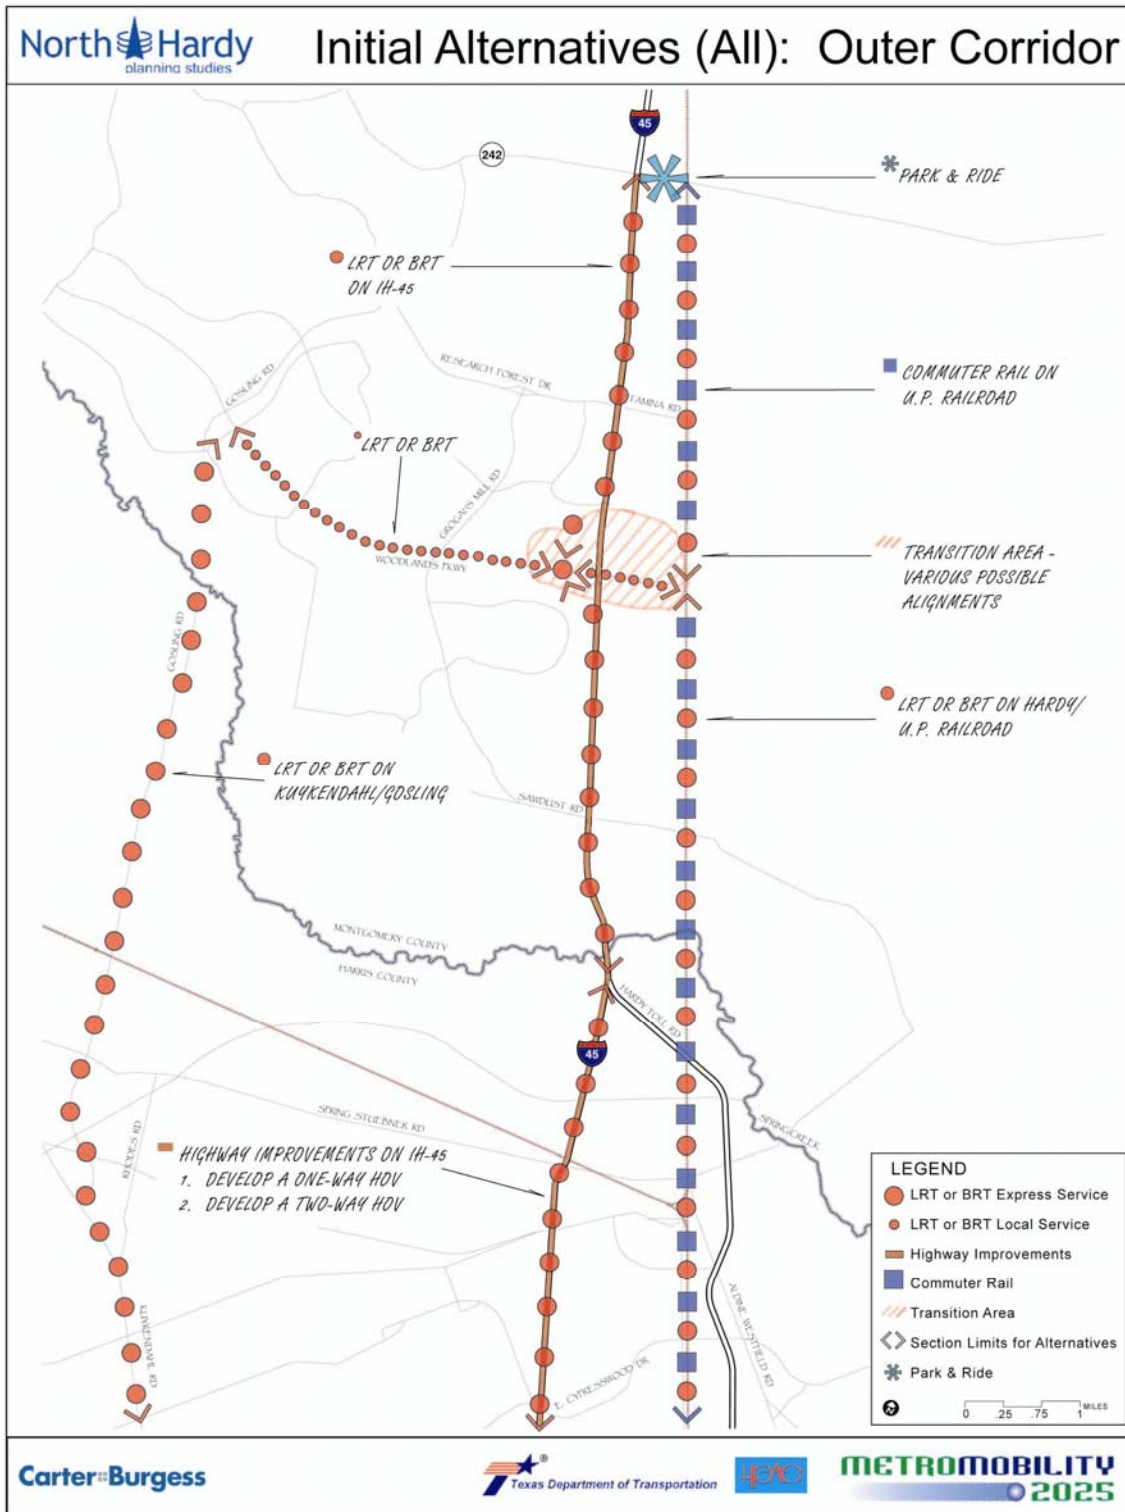 North Hardy
planning studies
Initial Alternatives (All): Outer Corridor
45
242
PARK & RIDE
LRT OR BRT
ON IH-45
RESEARCH FOREST DR
TAMINA RD
COMMUTER RAIL ON
U.P. RAILROAD
GOSLING RD
LRT OR BRT
GROGANS MILL RD
WOODLANDS PKWY
TRANSITION AREA -
VARIOUS POSSIBLE
ALIGNMENTS
GOSLING RD
LRT OR BRT ON HARDY/
U.P. RAILROAD
LRT OR BRT ON
KUYKENDAHL/GOSLING
SAWDUST RD
MONTGOMERY COUNTY
HARRIS COUNTY
HARDY TOLL RD
45
SPRING STUEBNER RD
SPRING CREEK
RHODES RD
HIGHWAY IMPROVEMENTS ON IH-45
1. DEVELOP A ONE-WAY HOV
2. DEVELOP A TWO-WAY HOV
KUYKENDAHL RD
E. CYPRESSWOOD DR
ALDINE WESTFIELD RD
LEGEND
LRT or BRT Express Service
LRT or BRT Local Service
Highway Improvements
Commuter Rail
Transition Area
Section Limits for Alternatives
Park & Ride
0 .25 .75 1 MILES
Carter Burgess
Texas Department of Transportation
HGAC
METROMOBILITY
2025